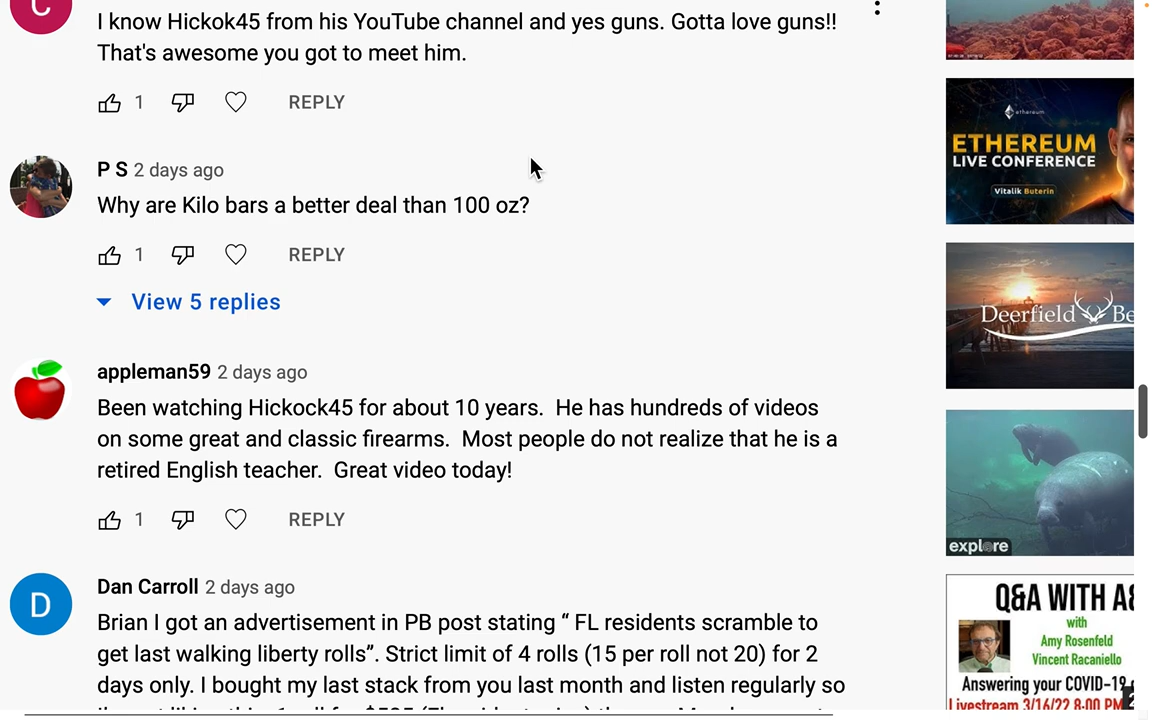 C
I know Hickok45 from his YouTube channel and yes guns. Gotta love guns!!
That's awesome you got to meet him.
1
REPLY
P S 2 days ago
Why are Kilo bars a better deal than 100 oz?
1
REPLY
View 5 replies
appleman59 2 days ago
Been watching Hickock45 for about 10 years. He has hundreds of videos
on some great and classic firearms. Most people do not realize that he is a
retired English teacher. Great video today!
1
REPLY
D
Dan Carroll 2 days ago
Brian I got an advertisement in PB post stating “ FL residents scramble to
get last walking liberty rolls”. Strict limit of 4 rolls (15 per roll not 20) for 2
days only. I bought my last stack from you last month and listen regularly so
ethereum
ETHEREUM
LIVE CONFERENCE
Vitalik Buterin
Deerfield Be
explore
Q&A WITH A&
with
Amy Rosenfeld
Vincent Racaniello
Answering your COVID-19
Livestream 3/16/22 8:00 PM